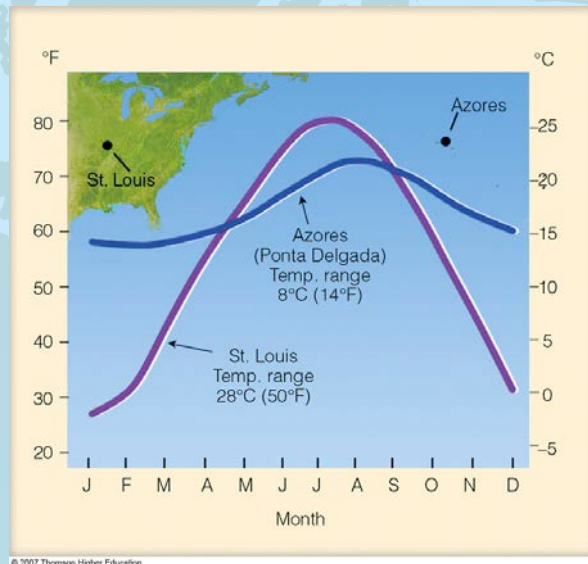 °F
°C
80
70
60
50
40
30
20
25
20
15
10
5
0
–5
St. Louis
Azores
Azores
(Ponta Delgada)
Temp. range
8°C (14°F)
St. Louis
Temp. range
28°C (50°F)
J F M A M J J A S O N D
Month
© 2007 Thomson Higher Education